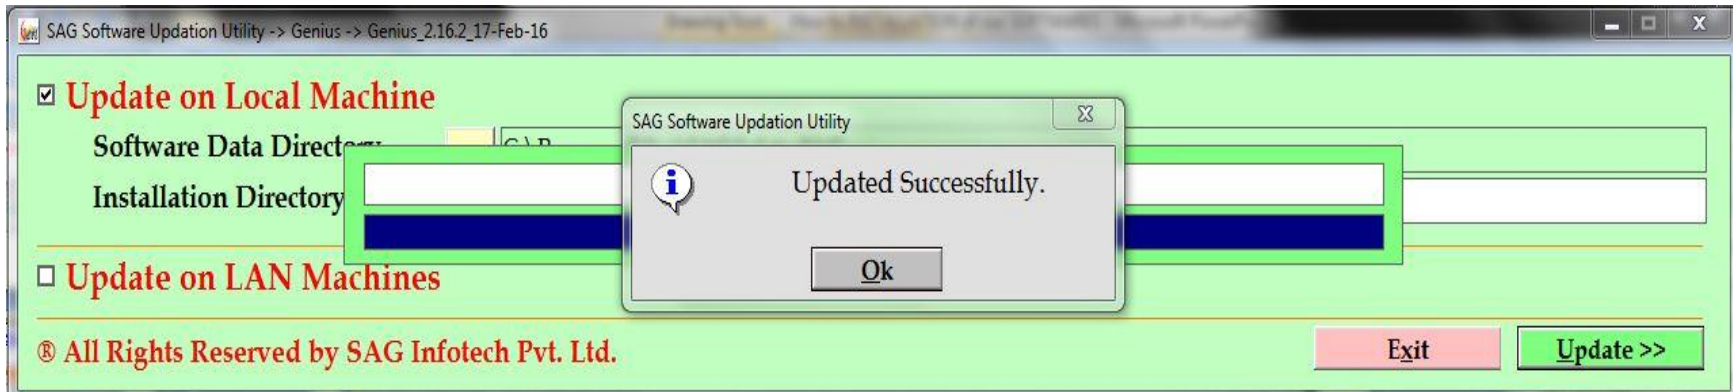 SAG Software Updation Utility -> Genius -> Genius_2.16.2_17-Feb-16
Update on Local Machine
Software Data Directory
Installation Directory
SAG Software Updation Utility
Updated Successfully.
Ok
Update on LAN Machines
® All Rights Reserved by SAG Infotech Pvt. Ltd.
Exit
Update >>